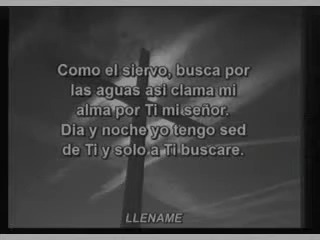 Como el siervo, busca por
las aguas asi clama mi
alma por Ti mi señor.
Dia y noche yo tengo sed
de Ti y solo a Ti buscare.
LLENAME